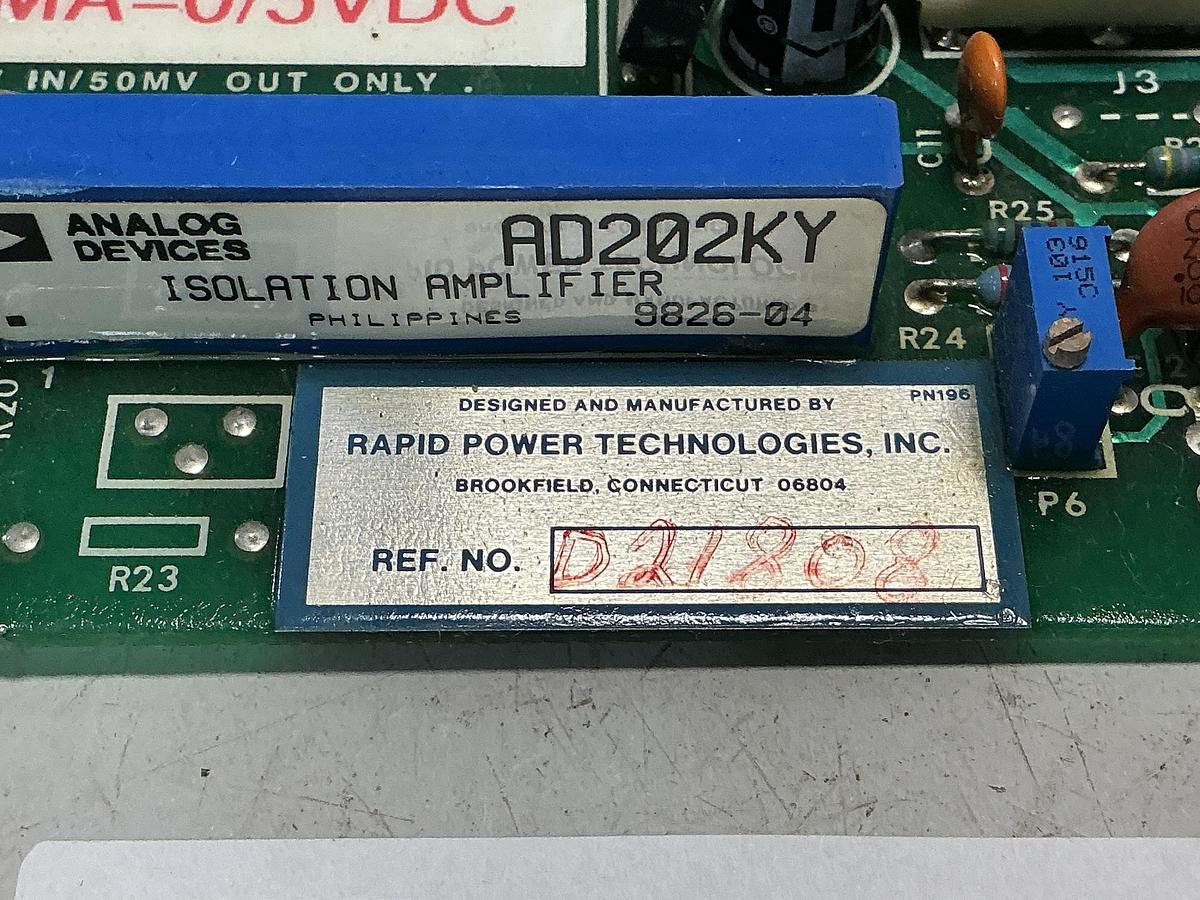 MA=0/5VDC
IN/50MV OUT ONLY .
J3
C11
R25
ANALOG
DEVICES
AD202KY
ISOLATION AMPLIFIER
PHILIPPINES 9826-04
R24
R20
1
DESIGNED AND MANUFACTURED BY
PN196
RAPID POWER TECHNOLOGIES, INC.
BROOKFIELD, CONNECTICUT 06804
REF. NO. D21808
P6
R23